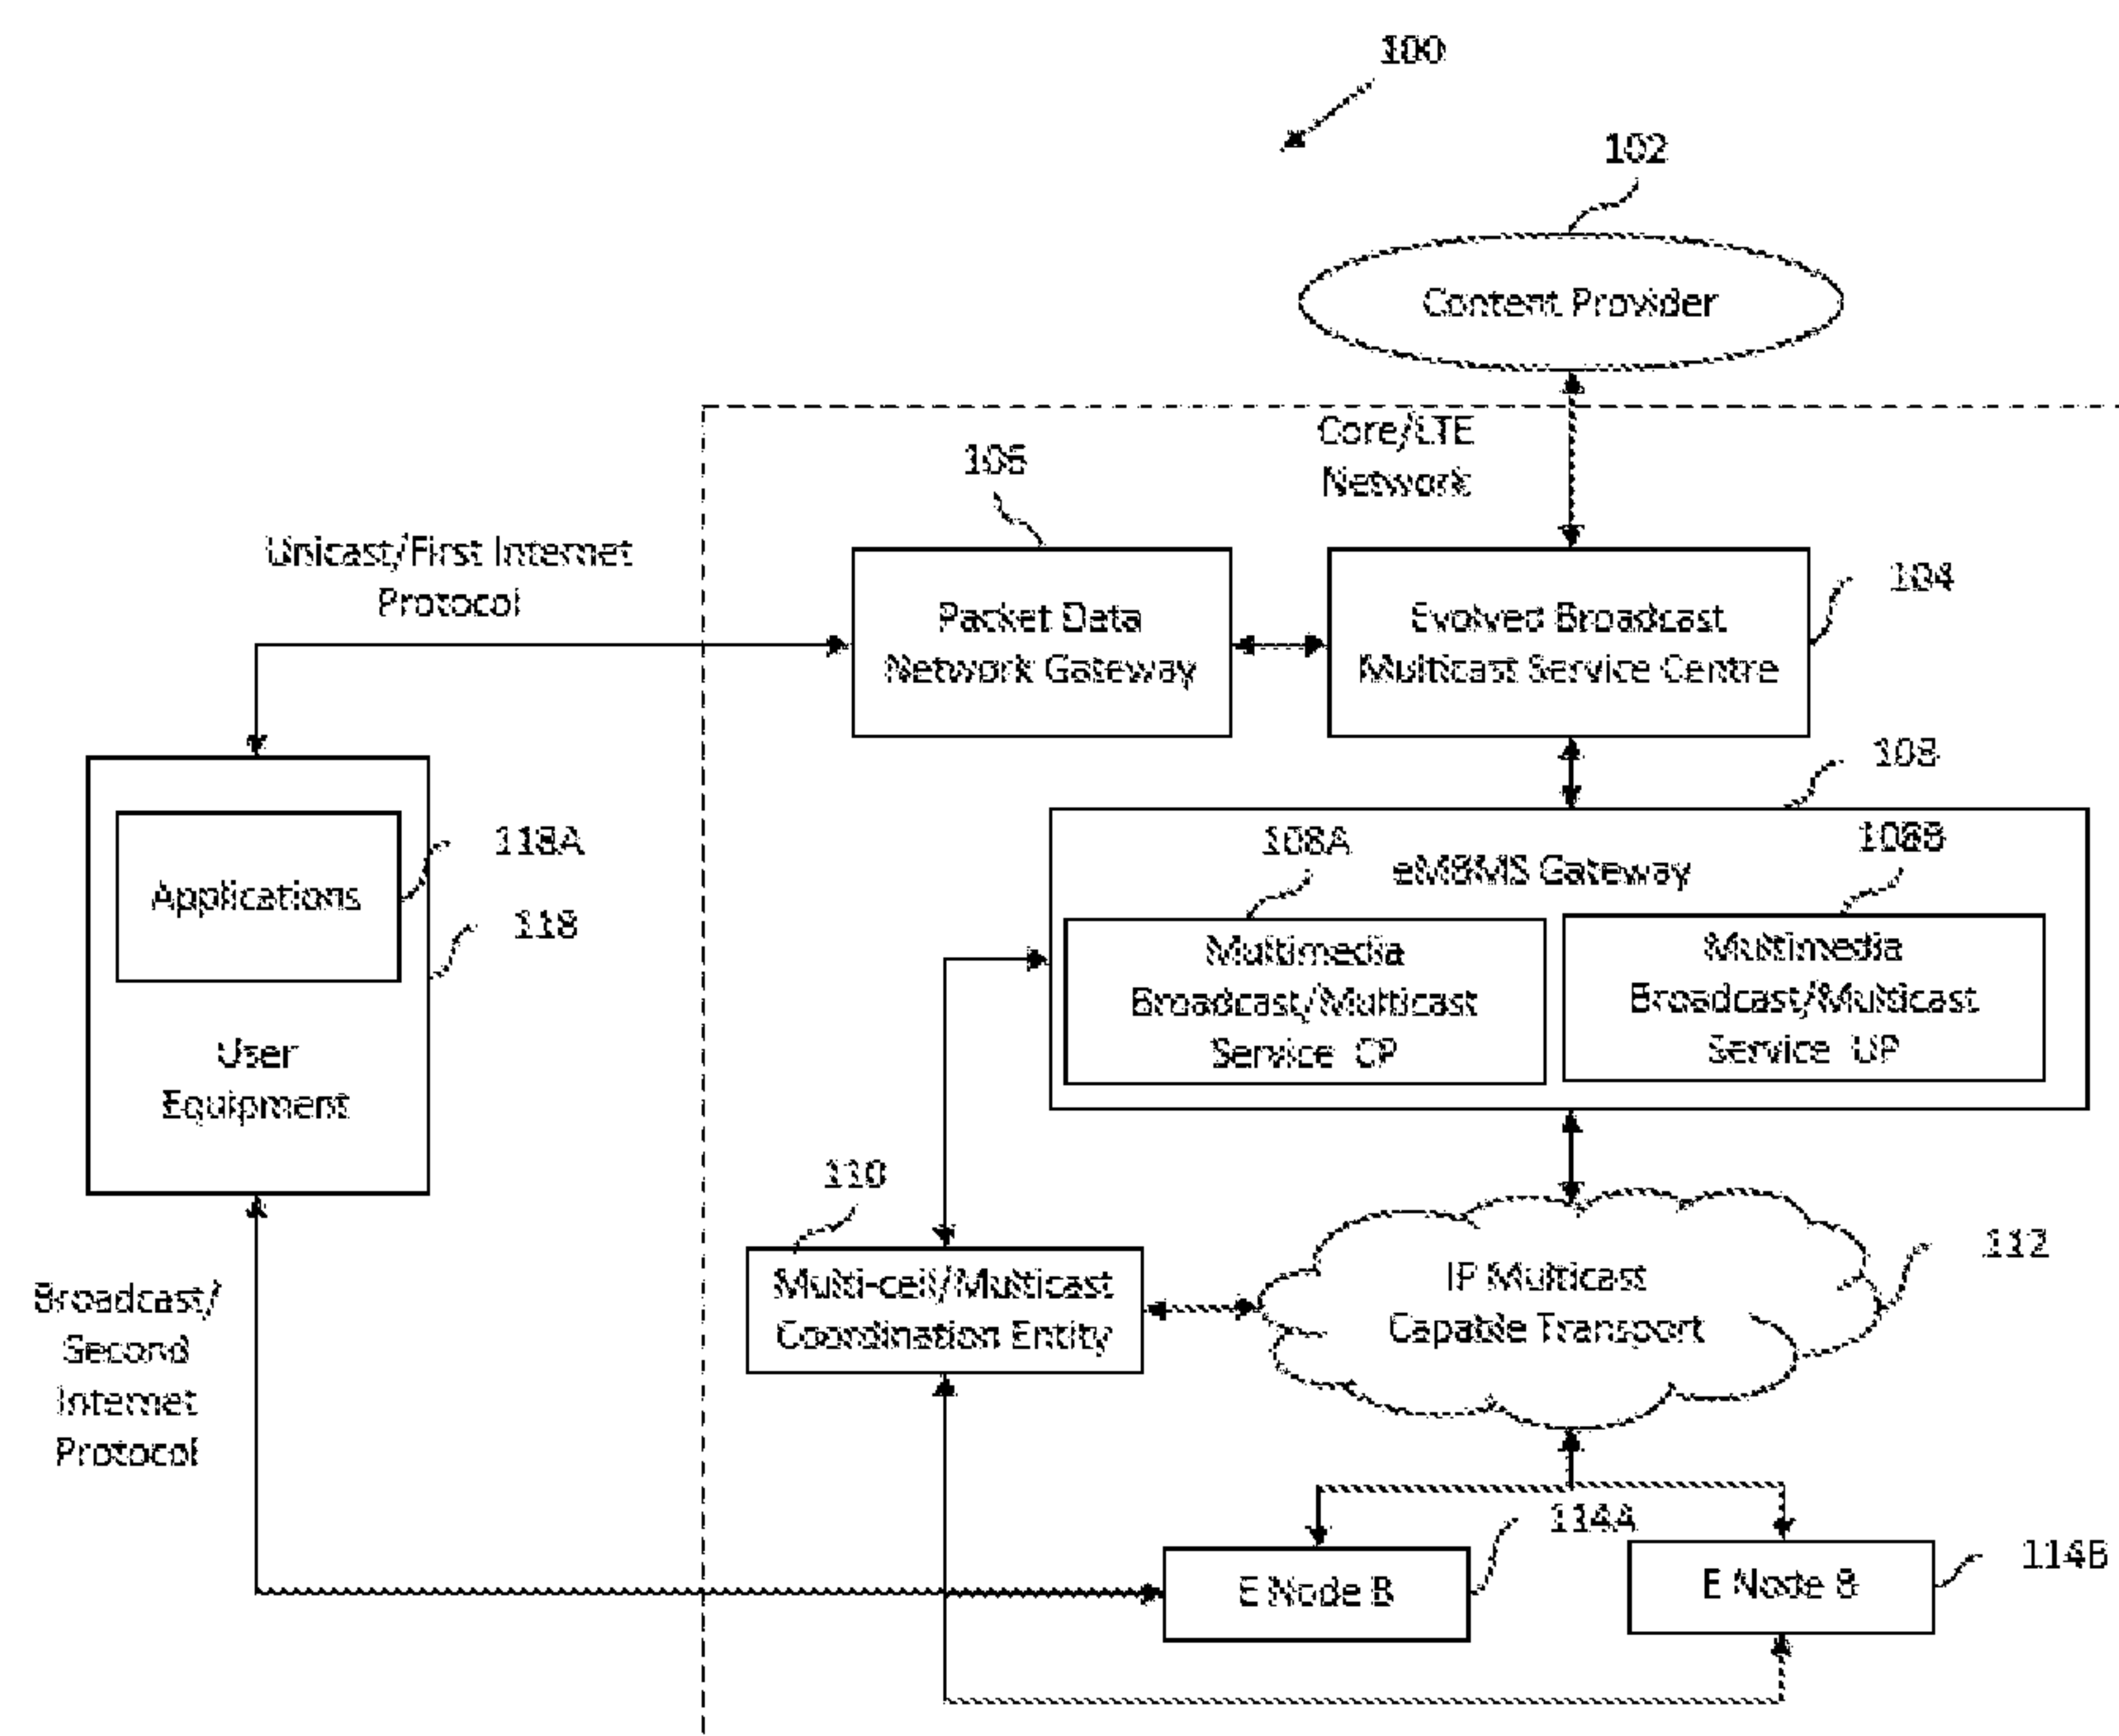 100
102
Content Provider
Core/LTE
Network
106
Unicast/First Internet
Protocol
Packet Data
Network Gateway
Evolved Broadcast
Multicast Service Centre
104
108
108A
108B
eMBMS Gateway
118A
Applications
118
Multimedia
Broadcast/Multicast
Service CP
Multimedia
Broadcast/Multicast
Service UP
User
Equipment
110
Multi-cell/Multicast
Coordination Entity
112
IP Multicast
Capable Transport
Broadcast/
Second
Internet
Protocol
114A
E Node B
E Node B
114B